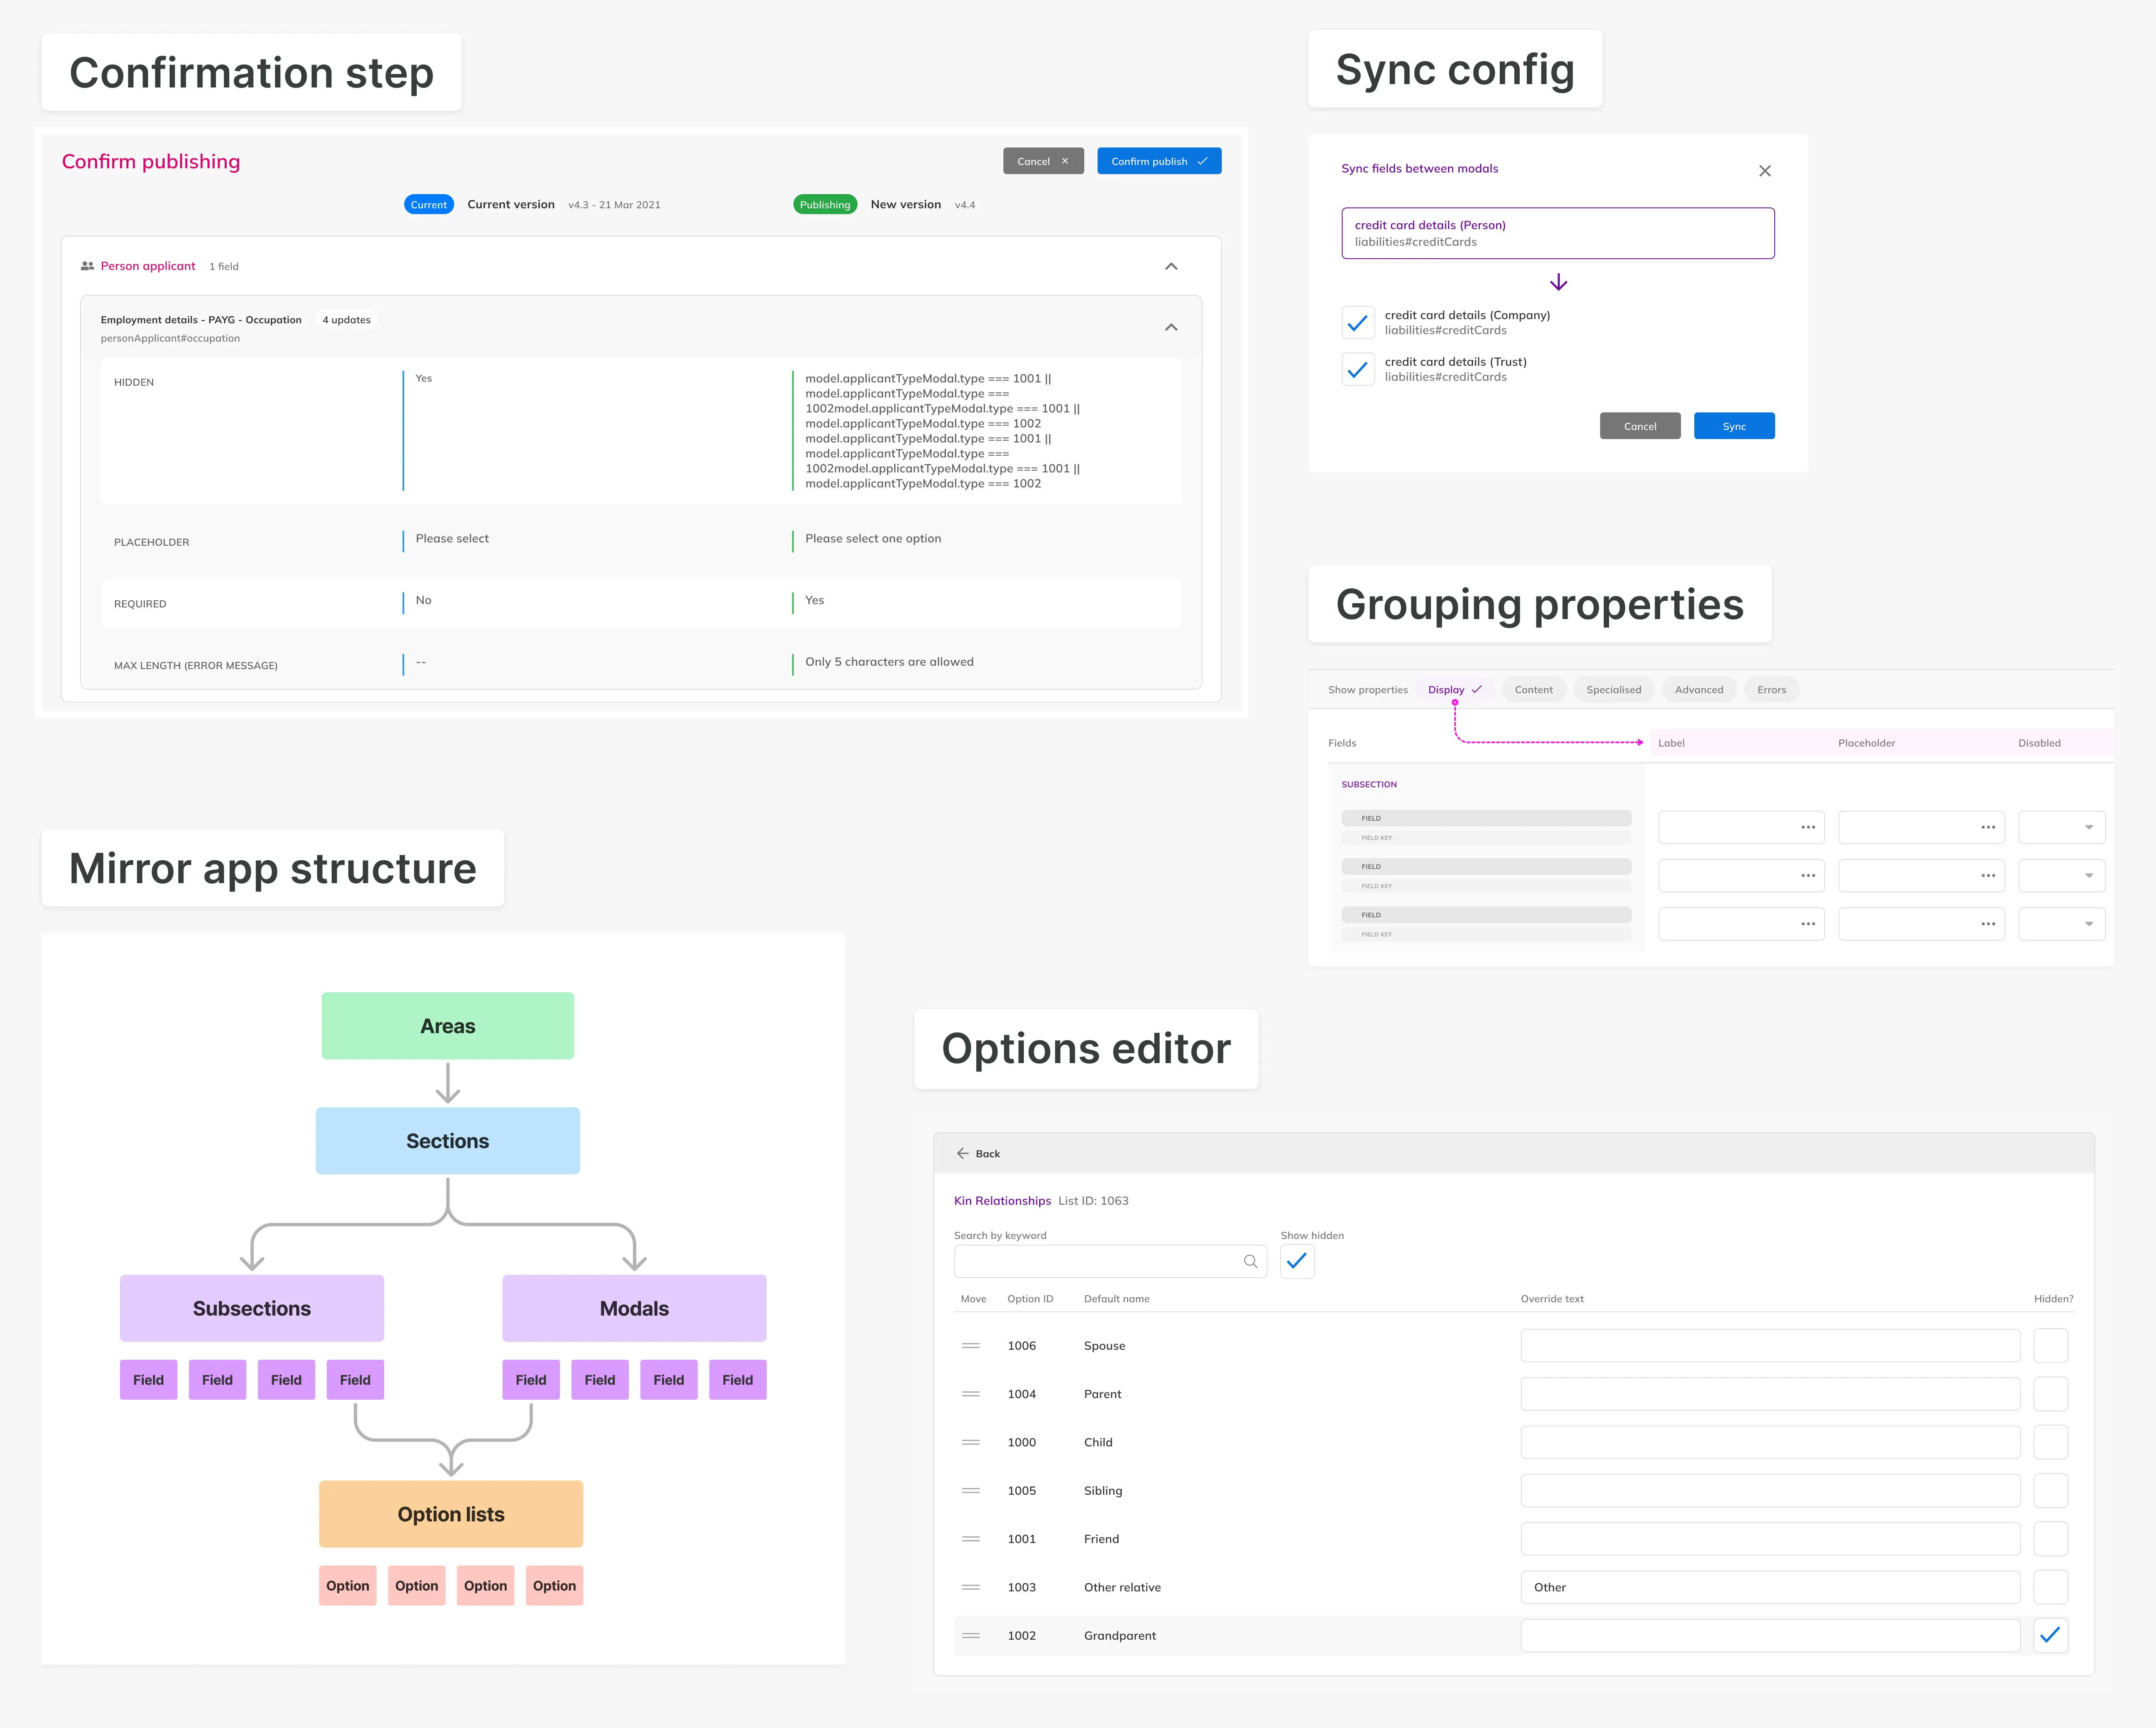 Confirmation step
Confirm publishing
Cancel
Confirm publish
Current
Current version
v4.3 - 21 Mar 2021
Publishing
New version
v4.4
Person applicant
1 field
Employment details - PAYG - Occupation
4 updates
personApplicant#occupation
HIDDEN
Yes
model.applicantTypeModal.type === 1001 ||
model.applicantTypeModal.type ===
1002model.applicantTypeModal.type === 1001 ||
model.applicantTypeModal.type === 1002
model.applicantTypeModal.type === 1001 ||
model.applicantTypeModal.type ===
1002model.applicantTypeModal.type === 1001 ||
model.applicantTypeModal.type === 1002
PLACEHOLDER
Please select
Please select one option
REQUIRED
No
Yes
MAX LENGTH (ERROR MESSAGE)
--
Only 5 characters are allowed
Sync config
Sync fields between modals
credit card details (Person)
liabilities#creditCards
credit card details (Company)
liabilities#creditCards
credit card details (Trust)
liabilities#creditCards
Cancel
Sync
Grouping properties
Show properties
Display
Content
Specialised
Advanced
Errors
Fields
Label
Placeholder
Disabled
SUBSECTION
FIELD
FIELD KEY
FIELD
FIELD KEY
FIELD
FIELD KEY
Mirror app structure
Areas
Sections
Subsections
Modals
Field
Field
Field
Field
Field
Field
Field
Field
Option lists
Option
Option
Option
Option
Options editor
Back
Kin Relationships
List ID: 1063
Search by keyword
Show hidden
Move
Option ID
Default name
Override text
Hidden?
1006
Spouse
1004
Parent
1000
Child
1005
Sibling
1001
Friend
1003
Other relative
Other
1002
Grandparent